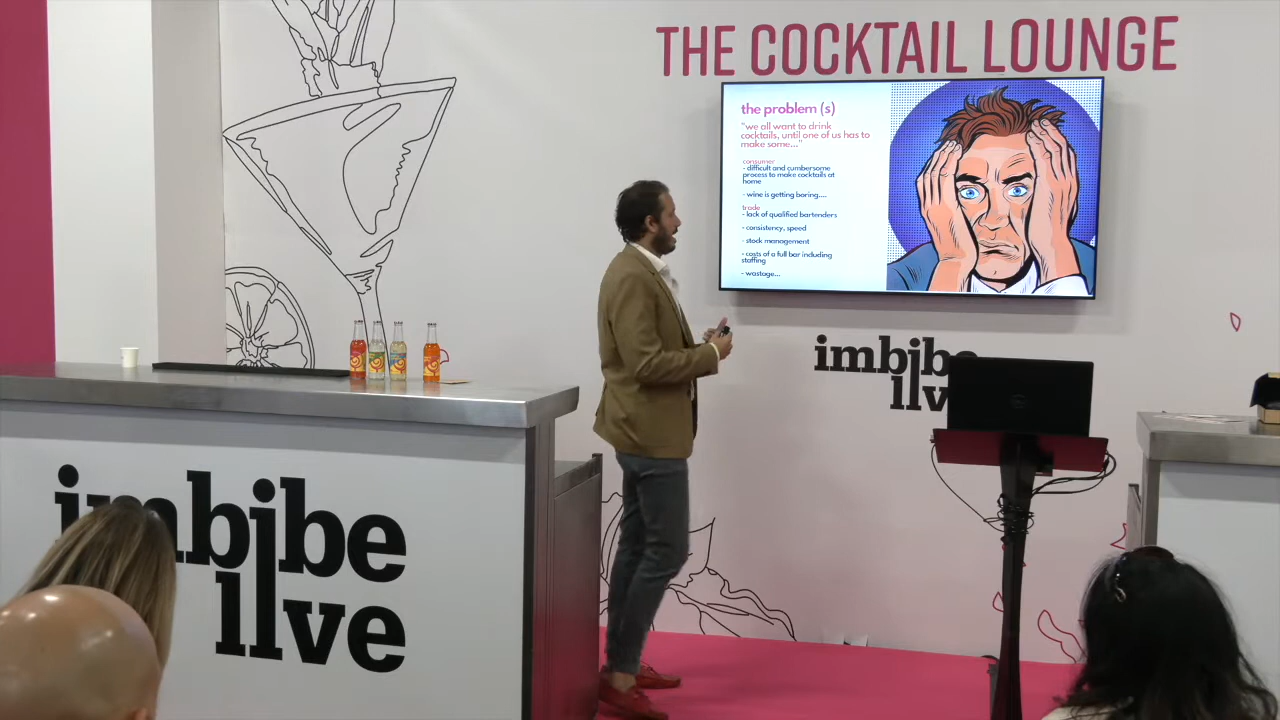 THE COCKTAIL LOUNGE
the problem (s)
"we all want to drink
cocktails, until one of us has to
make some..."
consumer
- difficult and cumbersome
process to make cocktails at
home
- wine is getting boring....
trade
- lack of qualified bartenders
- consistency, speed
- stock management
- costs of a full bar including
staffing
- wastage...
imbibe
live
imbibe
live